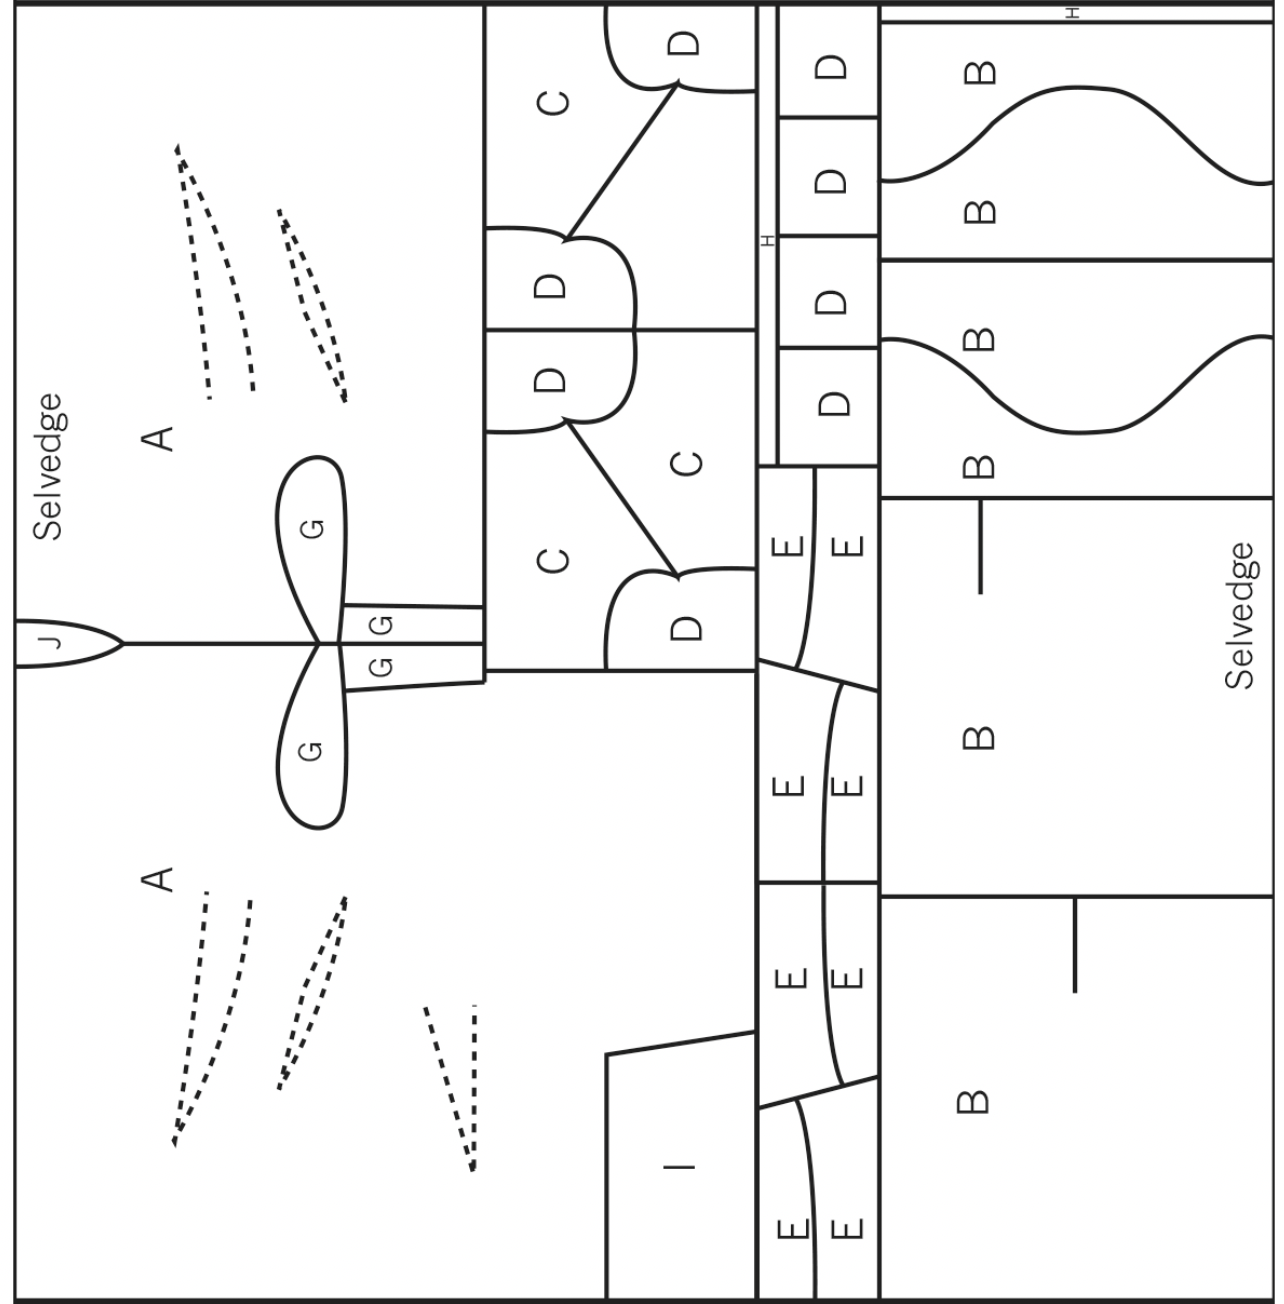 J Selvedge
A A
G G
G G
C D D C
I D C D
H
E E E E
E E E E D D D D
B B B B B B
H
Selvedge